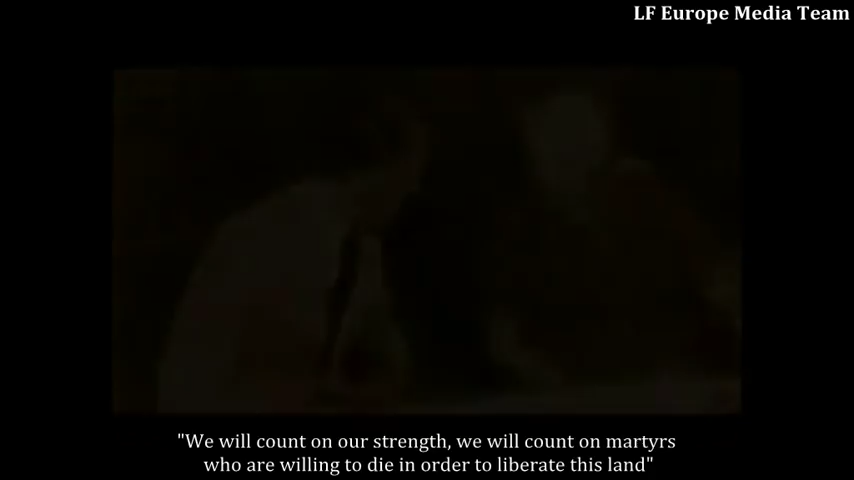 LF Europe Media Team
"We will count on our strength, we will count on martyrs
who are willing to die in order to liberate this land"